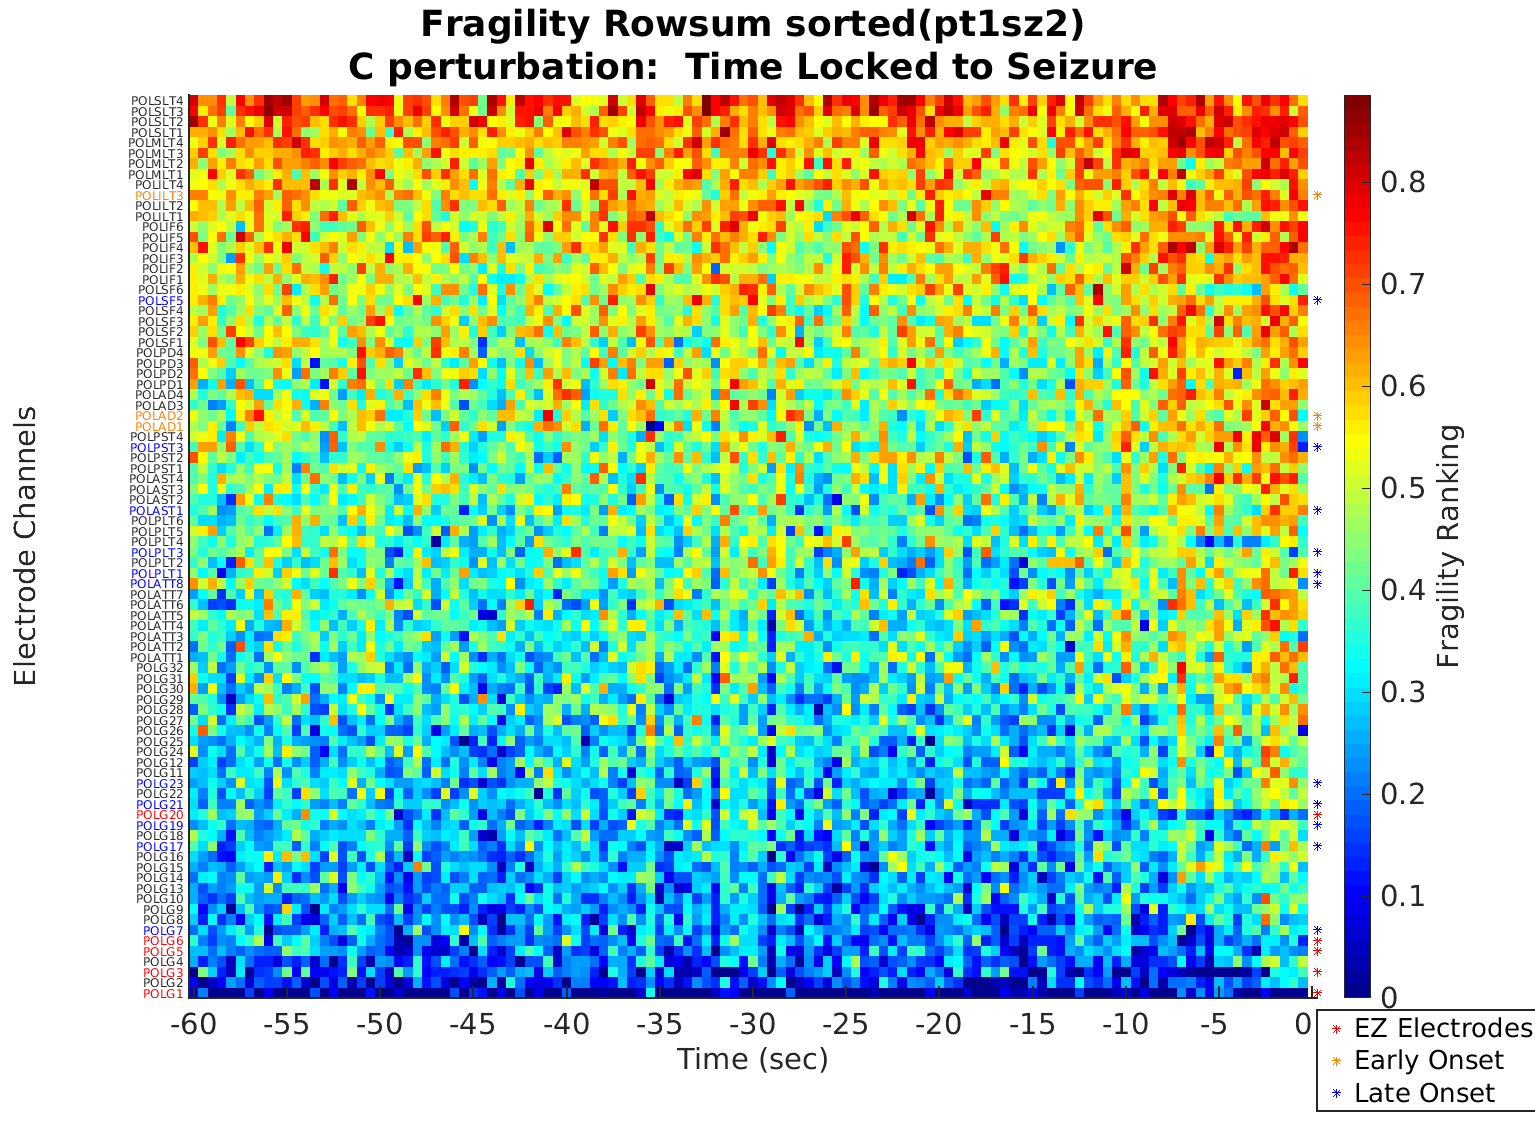 Fragility Rowsum sorted(pt1sz2)
C perturbation:  Time Locked to Seizure
Electrode Channels
POLSLT4
POLSLT3
POLSLT2
POLSLT1
POLMLT4
POLMLT3
POLMLT2
POLMLT1
POLILT4
POLILT3
POLILT2
POLILT1
POLIF6
POLIF5
POLIF4
POLIF3
POLIF2
POLIF1
POLSF6
POLSF5
POLSF4
POLSF3
POLSF2
POLSF1
POLPD4
POLPD3
POLPD2
POLPD1
POLAD4
POLAD3
POLAD2
POLAD1
POLPST4
POLPST3
POLPST2
POLPST1
POLAST4
POLAST3
POLAST2
POLAST1
POLPLT6
POLPLT5
POLPLT4
POLPLT3
POLPLT2
POLPLT1
POLATT8
POLATT7
POLATT6
POLATT5
POLATT4
POLATT3
POLATT2
POLATT1
POLG32
POLG31
POLG30
POLG29
POLG28
POLG27
POLG26
POLG25
POLG24
POLG12
POLG11
POLG23
POLG22
POLG21
POLG20
POLG19
POLG18
POLG17
POLG16
POLG15
POLG14
POLG13
POLG10
POLG9
POLG8
POLG7
POLG6
POLG5
POLG4
POLG3
POLG2
POLG1
-60 -55 -50 -45 -40 -35 -30 -25 -20 -15 -10 -5 0
Time (sec)
0.8
0.7
0.6
0.5
0.4
0.3
0.2
0.1
0
Fragility Ranking
EZ Electrodes
Early Onset
Late Onset